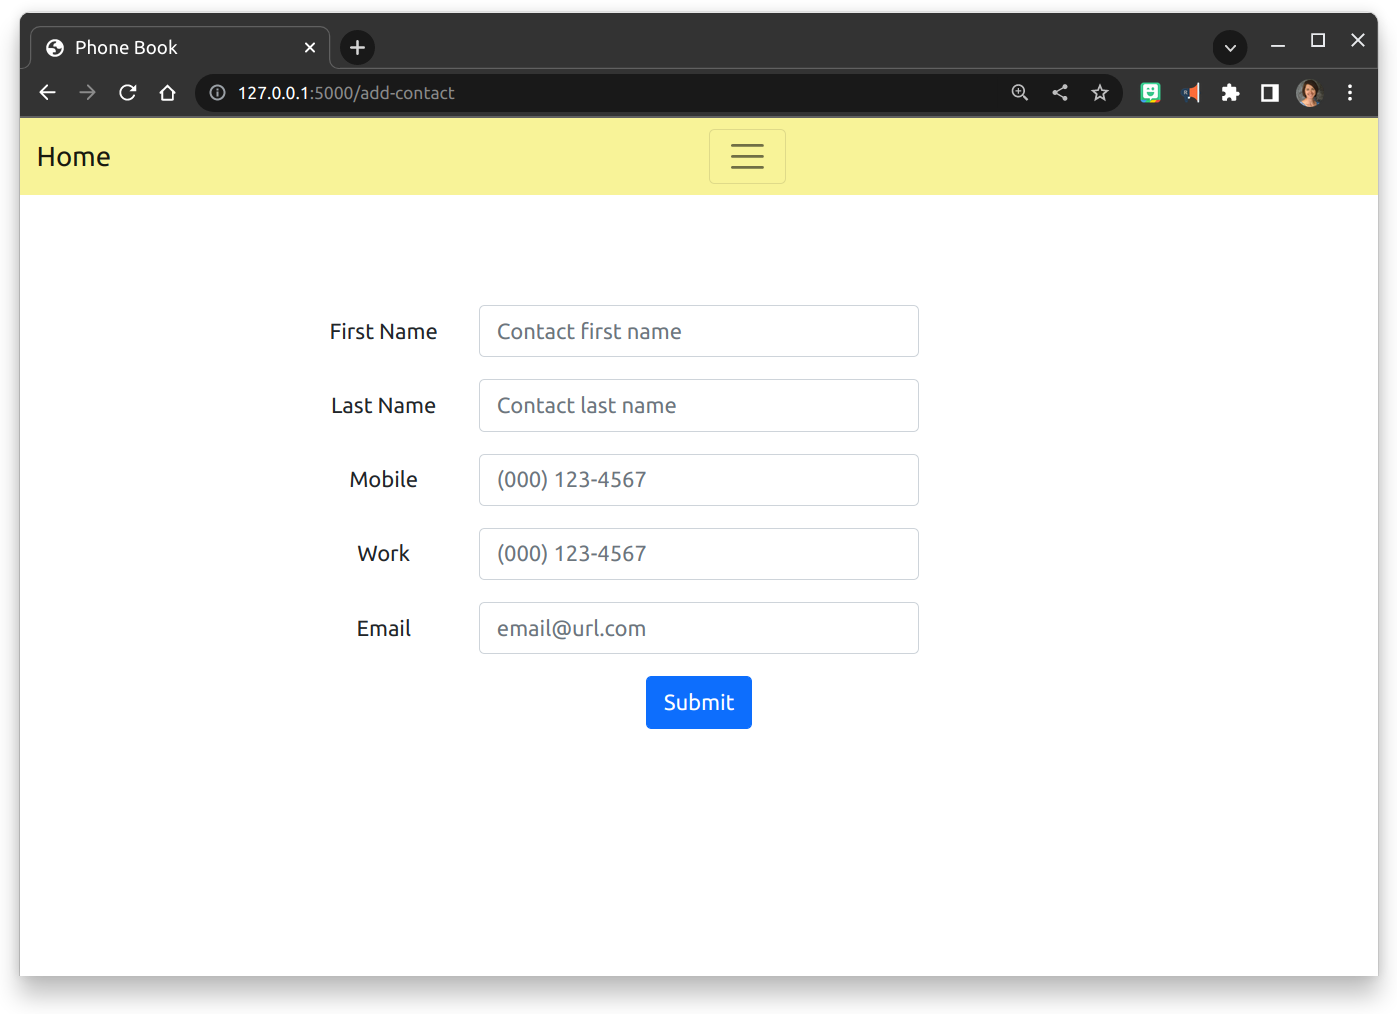 Phone Book
127.0.0.1:5000/add-contact
Home
First Name Contact first name
Last Name Contact last name
Mobile (000) 123-4567
Work (000) 123-4567
Email email@url.com
Submit